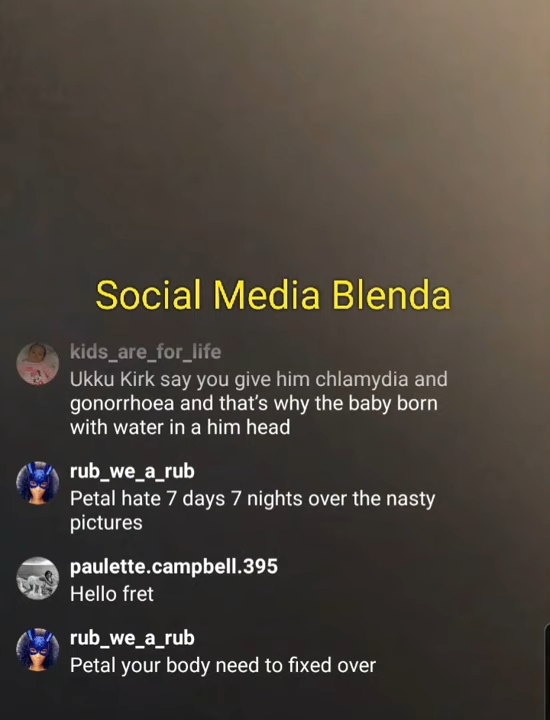 Social Media Blenda
kids_are_for_life
Ukku Kirk say you give him chlamydia and
gonorrhoea and that's why the baby born
with water in a him head
rub_we_a_rub
Petal hate 7 days 7 nights over the nasty
pictures
paulette.campbell.395
Hello fret
rub_we_a_rub
Petal your body need to fixed over